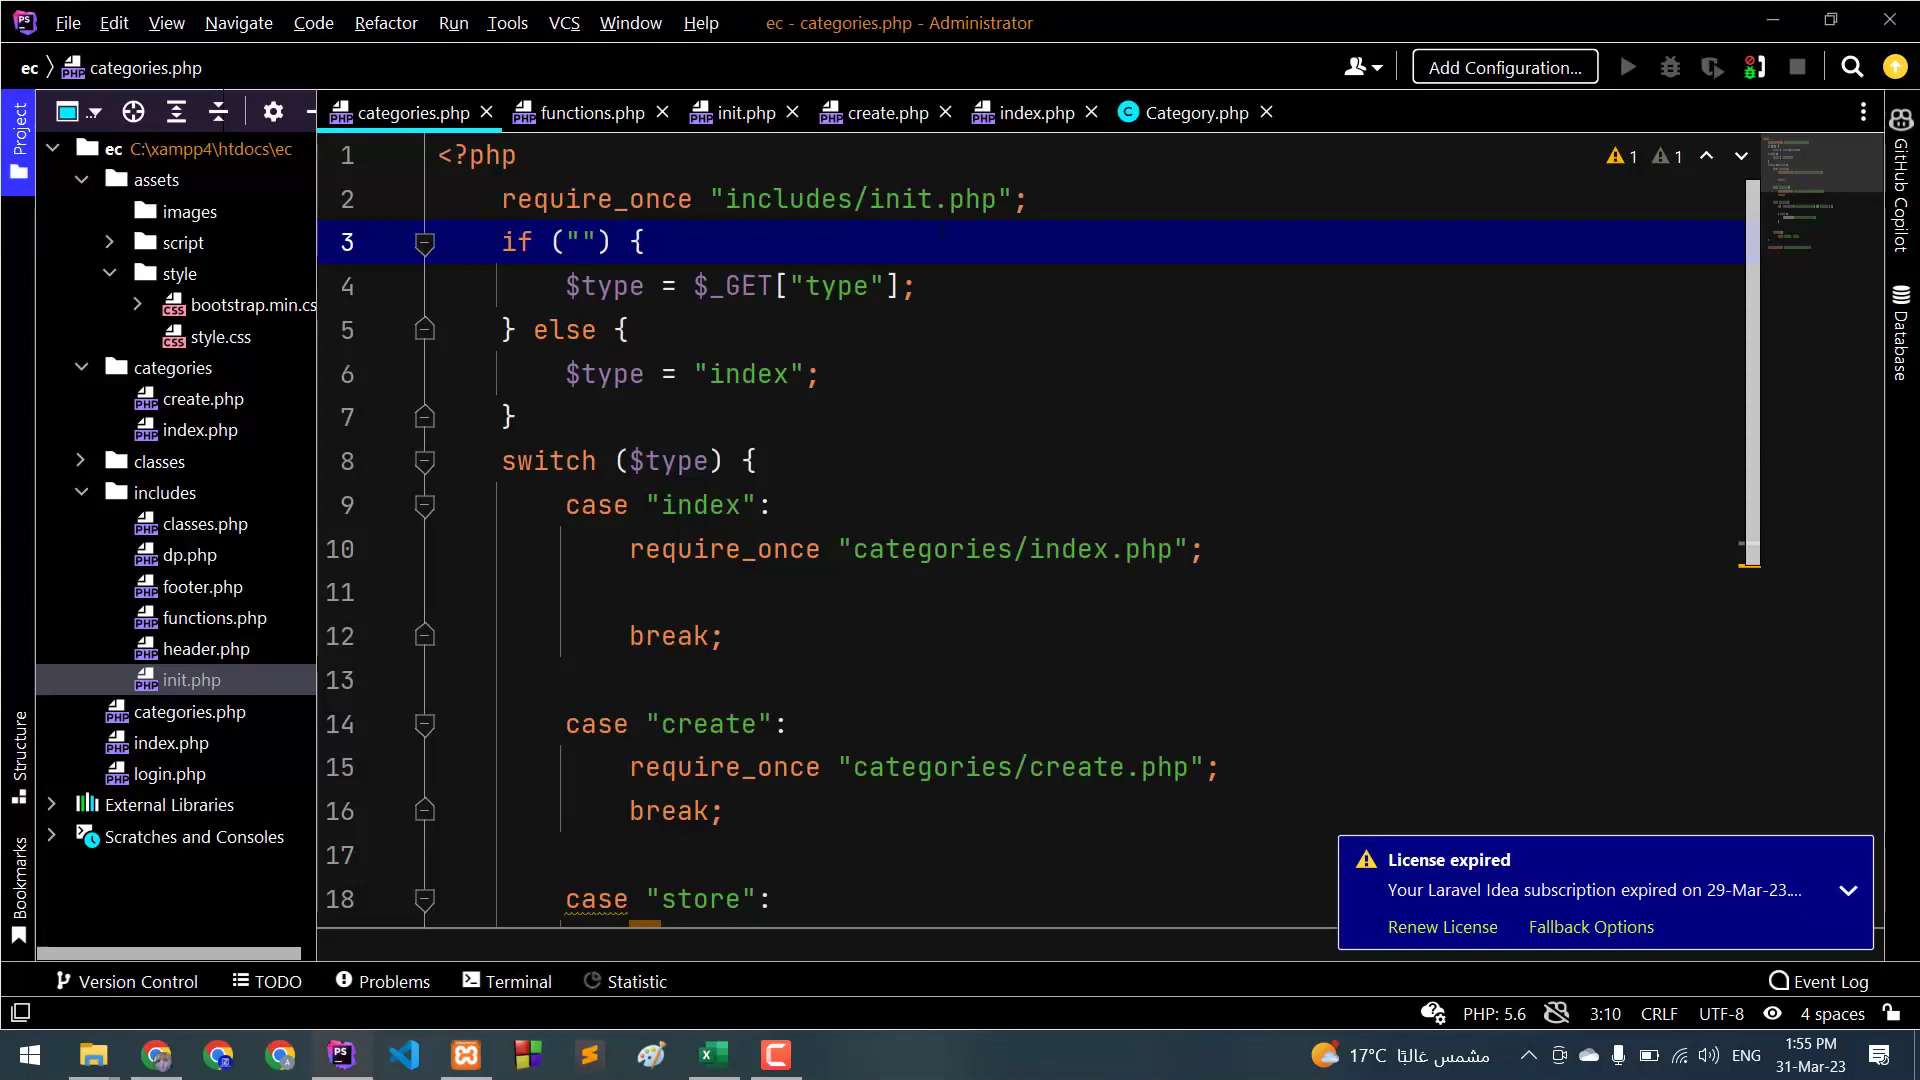 PS File Edit View Navigate Code Refactor Run Tools VCS Window Help ec - categories.php - Administrator
ec categories.php Add Configuration...
Project
categories.php functions.php init.php create.php index.php Category.php
ec C:\xampp4\htdocs\ec
assets
images
script
style
bootstrap.min.cs
style.css
categories
create.php
index.php
classes
includes
classes.php
dp.php
footer.php
functions.php
header.php
init.php
categories.php
index.php
login.php
External Libraries
Scratches and Consoles
1 <?php
2 require_once "includes/init.php";
3 if ("") {
4 $type = $_GET["type"];
5 } else {
6 $type = "index";
7 }
8 switch ($type) {
9 case "index":
10 require_once "categories/index.php";
11
12 break;
13
14 case "create":
15 require_once "categories/create.php";
16 break;
17
18 case "store":
1 1
GitHub Copilot
Database
Structure
Bookmarks
License expired
Your Laravel Idea subscription expired on 29-Mar-23....
Renew License Fallback Options
Version Control TODO Problems Terminal Statistic Event Log
PHP: 5.6 3:10 CRLF UTF-8 4 spaces
17°C مشمس غالبًا ENG 1:55 PM
31-Mar-23